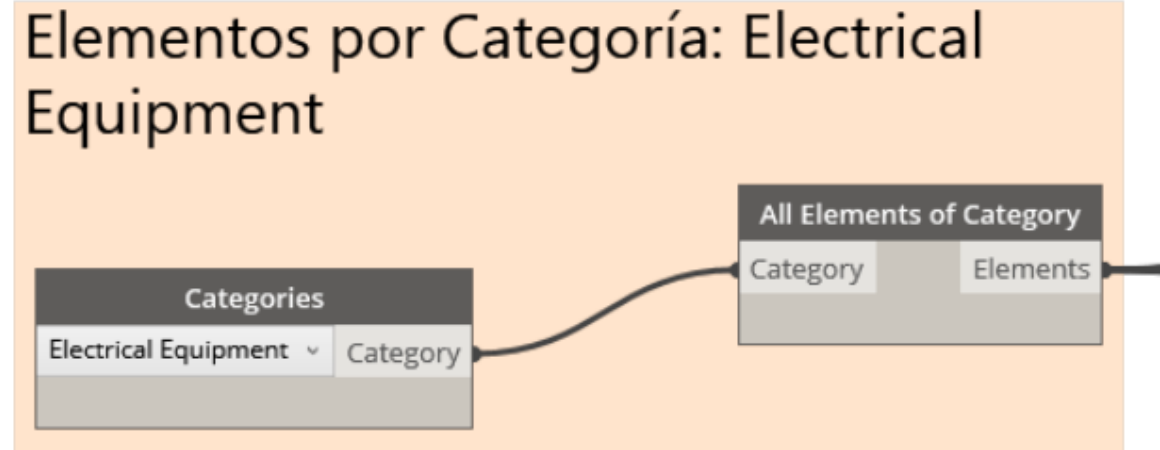 Elementos por Categoría: Electrical
Equipment
All Elements of Category
Category Elements
Categories
Electrical Equipment Category